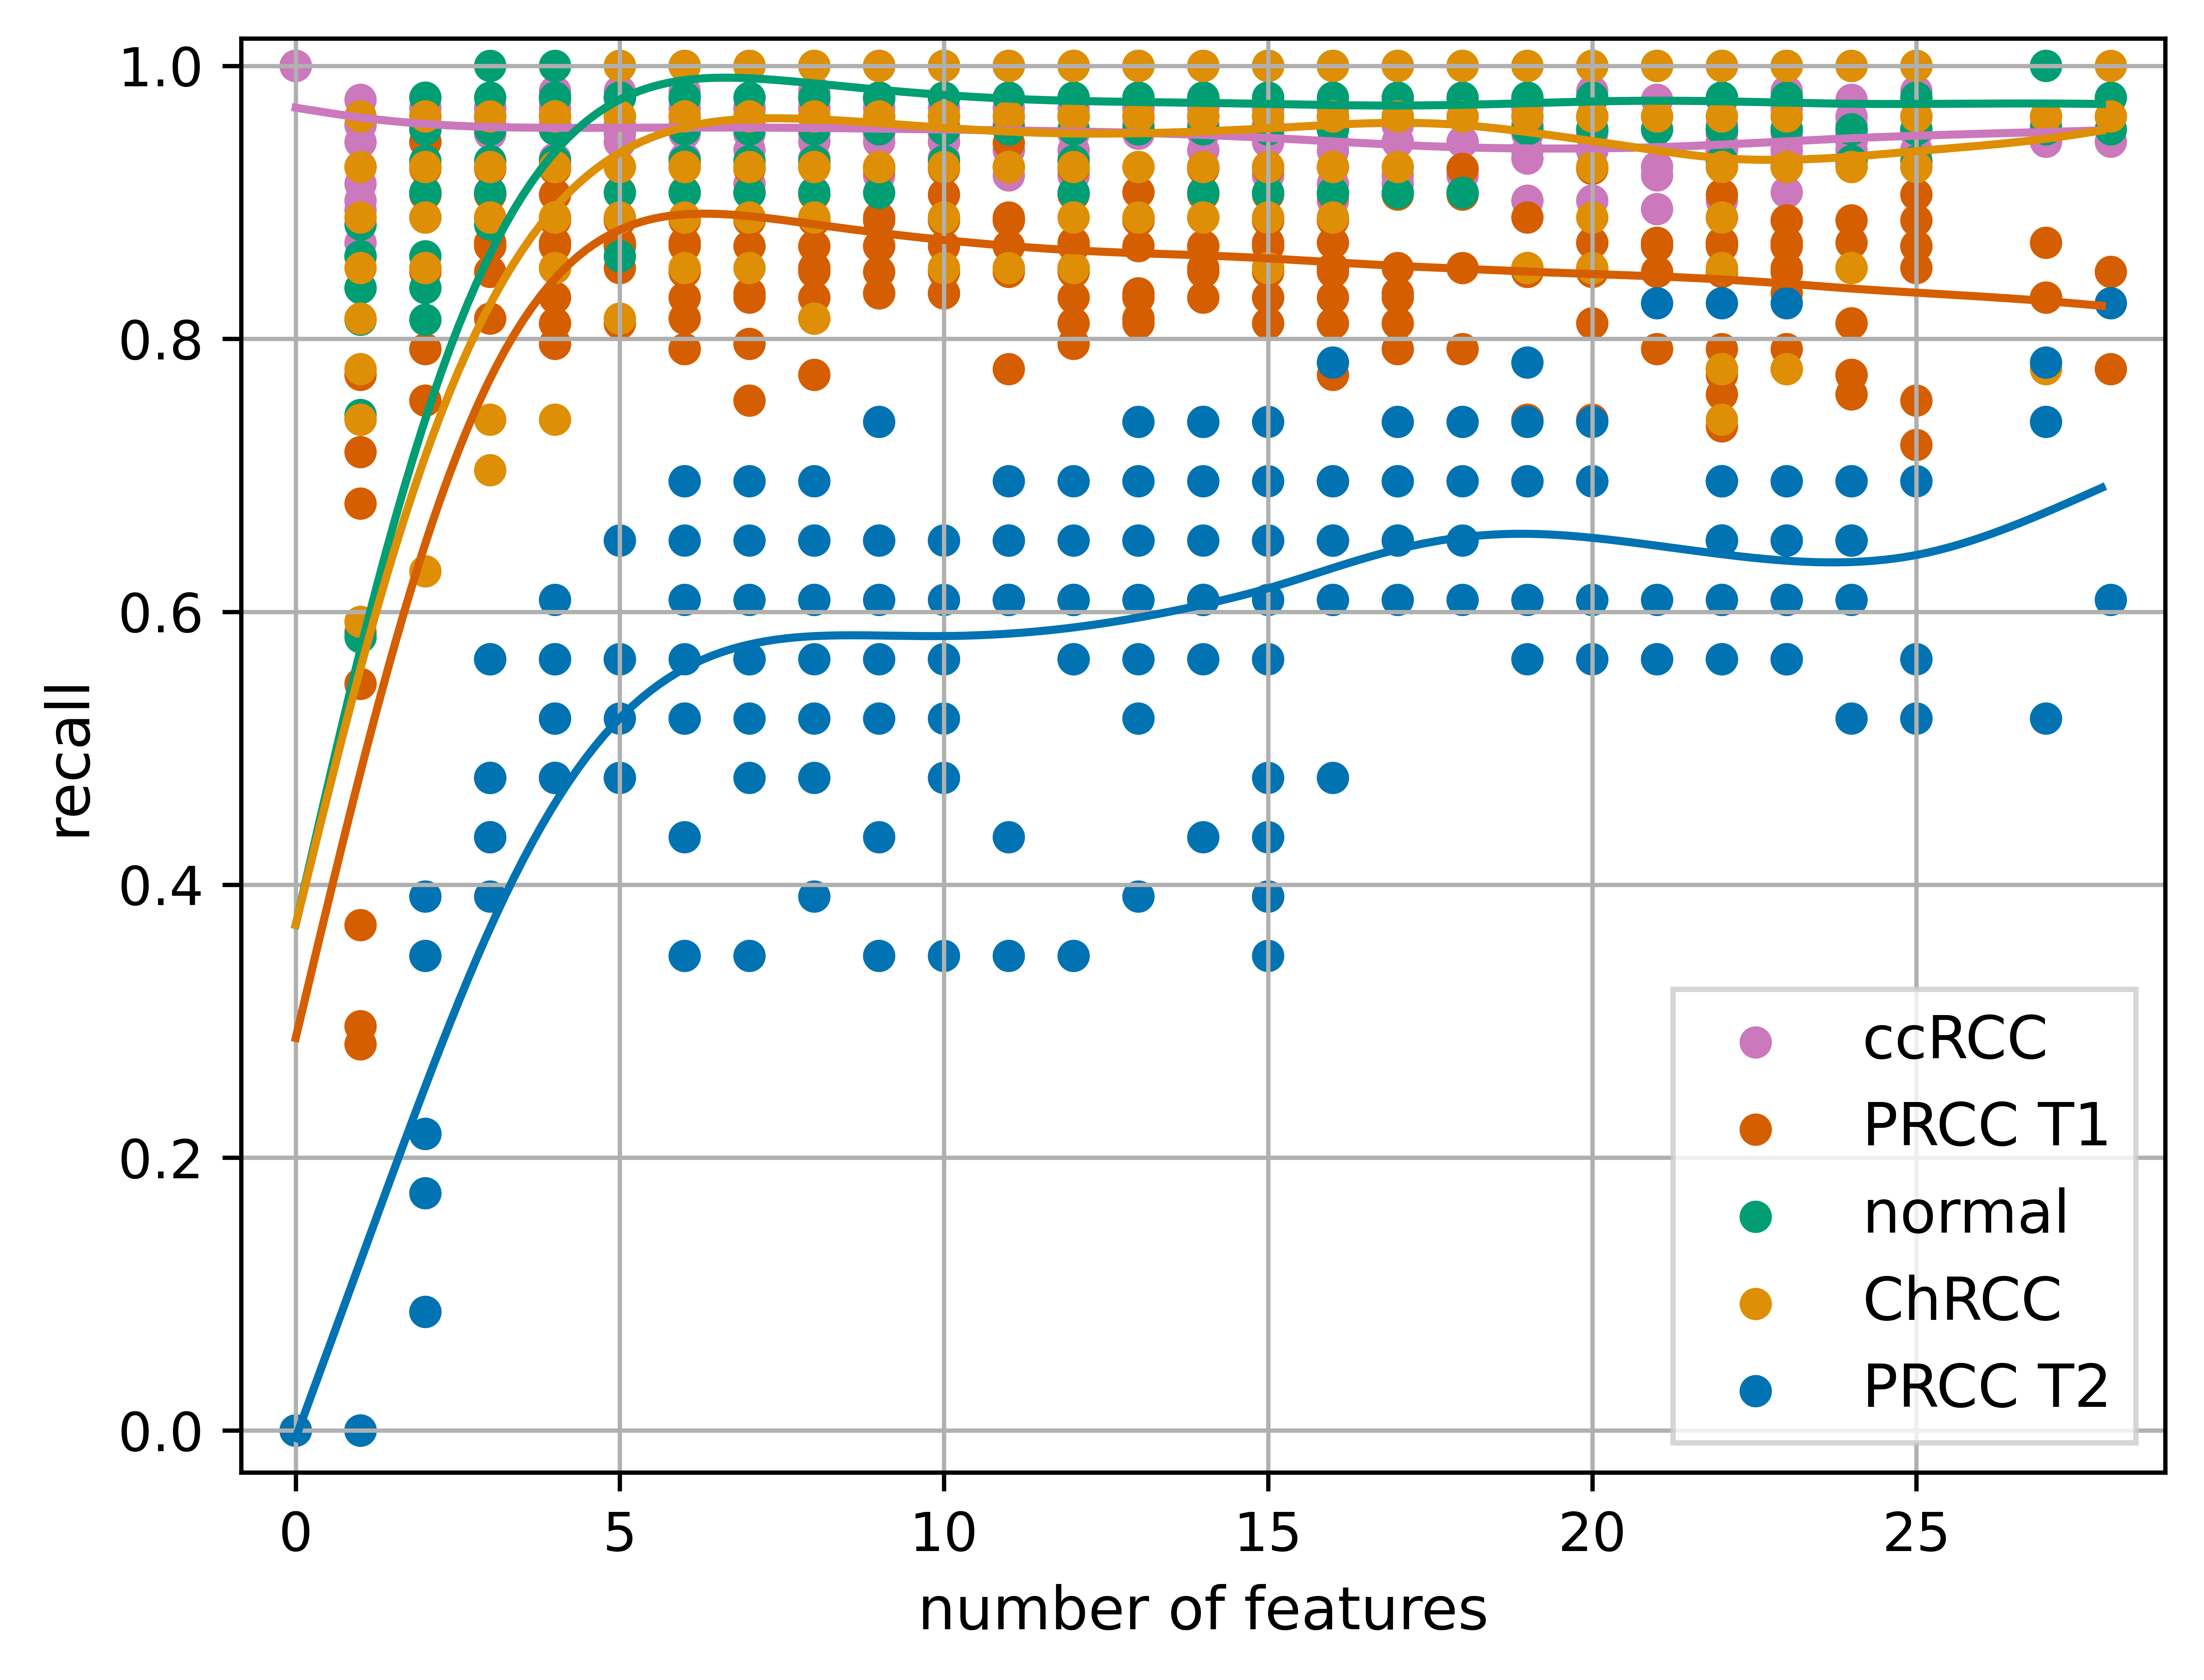 1.0
0.8
0.6
0.4
0.2
0.0
recall
ccRCC
PRCC T1
normal
ChRCC
PRCC T2
0 5 10 15 20 25
number of features